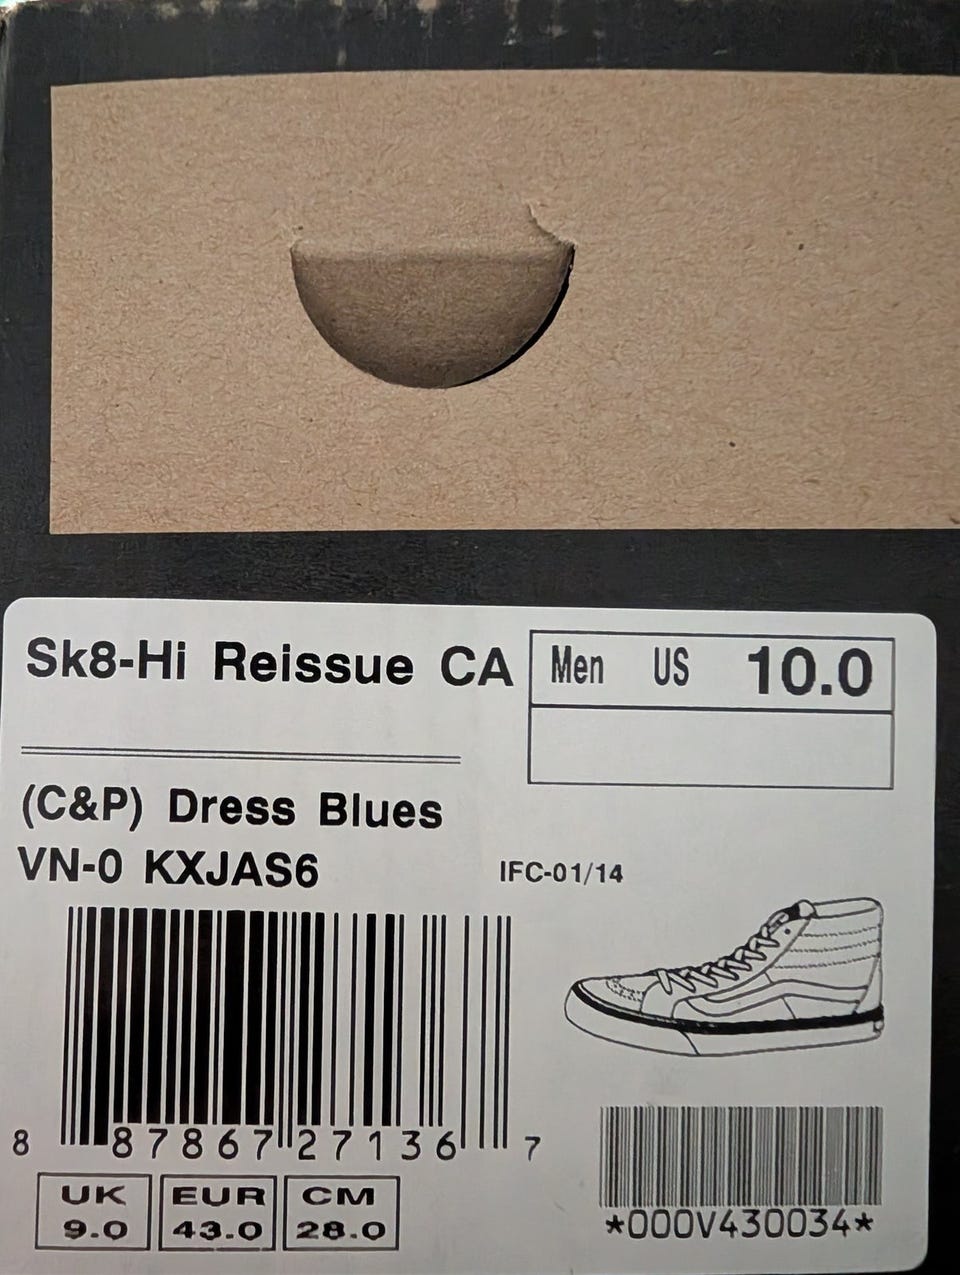 Sk8-Hi Reissue CA
Men US 10.0
(C&P) Dress Blues
VN-0 KXJAS6
IFC-01/14
8 87867 27136 7
UK EUR CM
9.0 43.0 28.0
*000V430034*